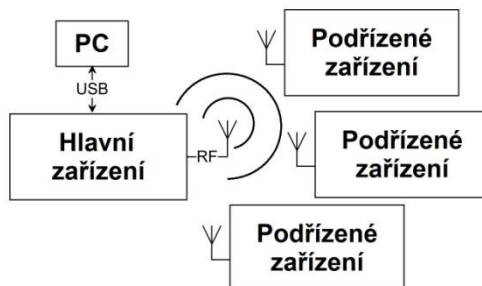 PC
USB
Hlavní
zařízení
RF
Podřízené
zařízení
Podřízené
zařízení
Podřízené
zařízení